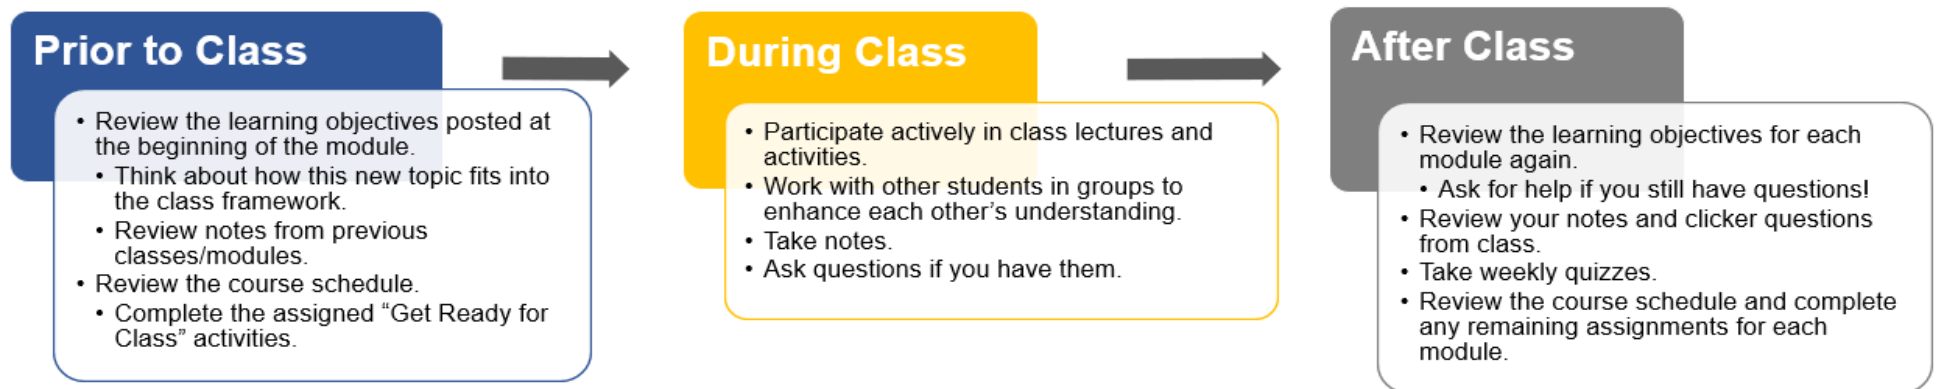 Prior to Class
• Review the learning objectives posted at
the beginning of the module.
• Think about how this new topic fits into
the class framework.
• Review notes from previous
classes/modules.
• Review the course schedule.
• Complete the assigned “Get Ready for
Class” activities.
During Class
• Participate actively in class lectures and
activities.
• Work with other students in groups to
enhance each other’s understanding.
• Take notes.
• Ask questions if you have them.
After Class
• Review the learning objectives for each
module again.
• Ask for help if you still have questions!
• Review your notes and clicker questions
from class.
• Take weekly quizzes.
• Review the course schedule and complete
any remaining assignments for each
module.